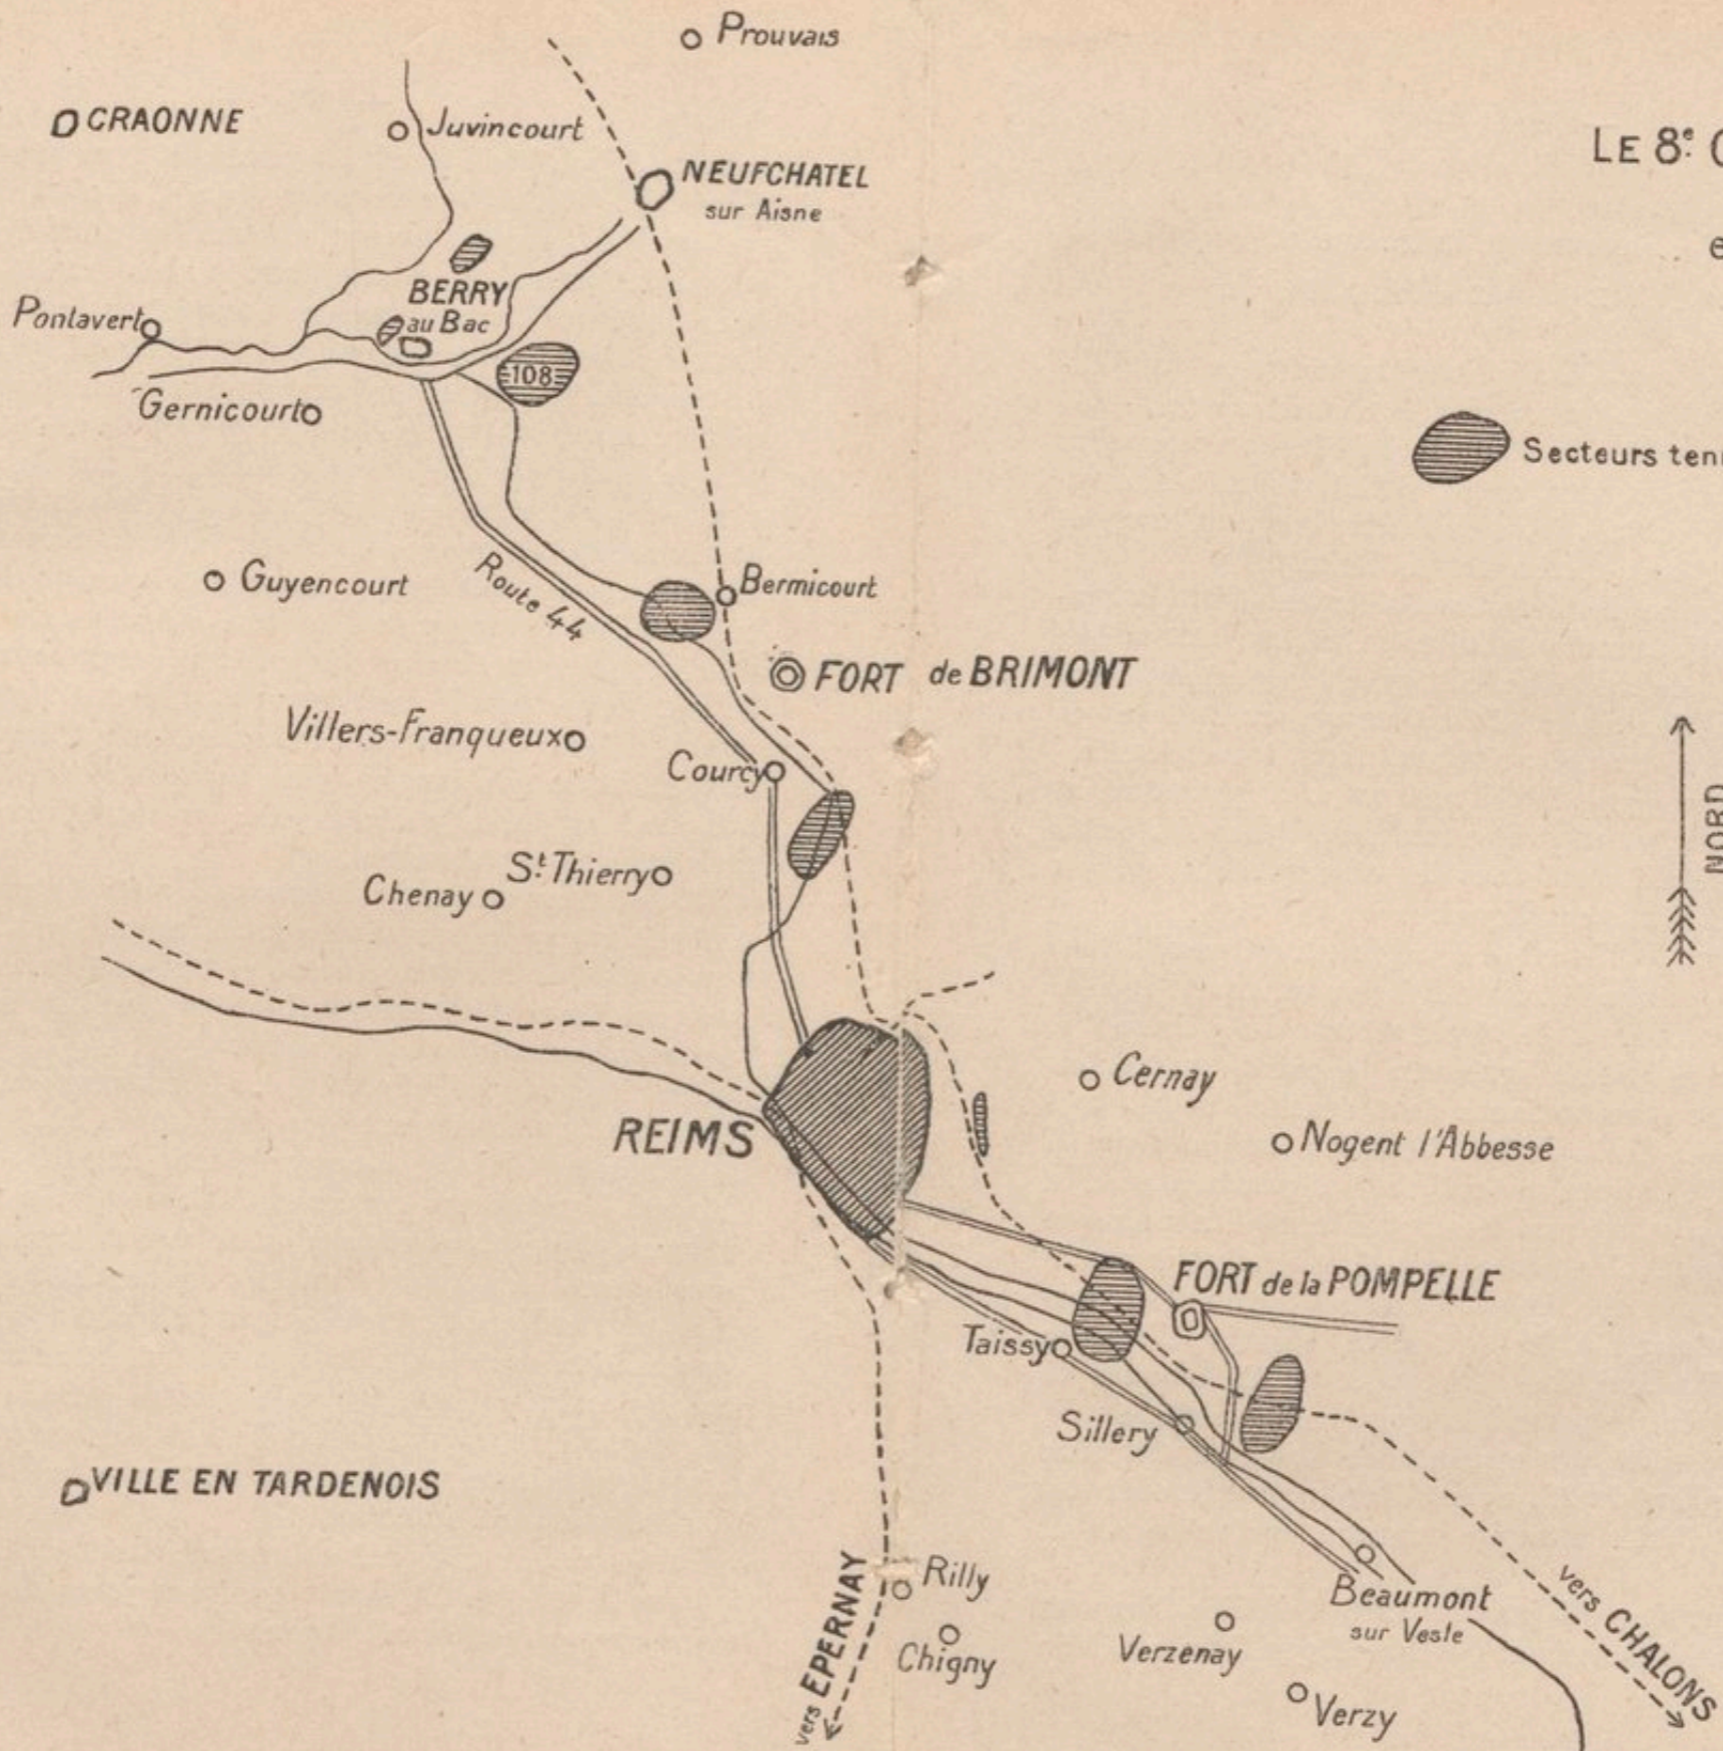 Prouvais
CRAONNE
Juvincourt
LE 8e.
NEUFCHATEL
sur Aisne
e
BERRY
au Bac
Pontavert
108
Gernicourt
Secteurs ten
Guyencourt
Route 44
Bermicourt
FORT de BRIMONT
Villers-Franqueux
Courcy
NORD
St. Thierry
Chenay
REIMS
Cernay
Nogent l'Abbesse
FORT de la POMPELLE
Taissy
Sillery
VILLE EN TARDENOIS
vers EPERNAY
Rilly
Chigny
Verzenay
Beaumont
sur Vesle
Verzy
vers CHALONS